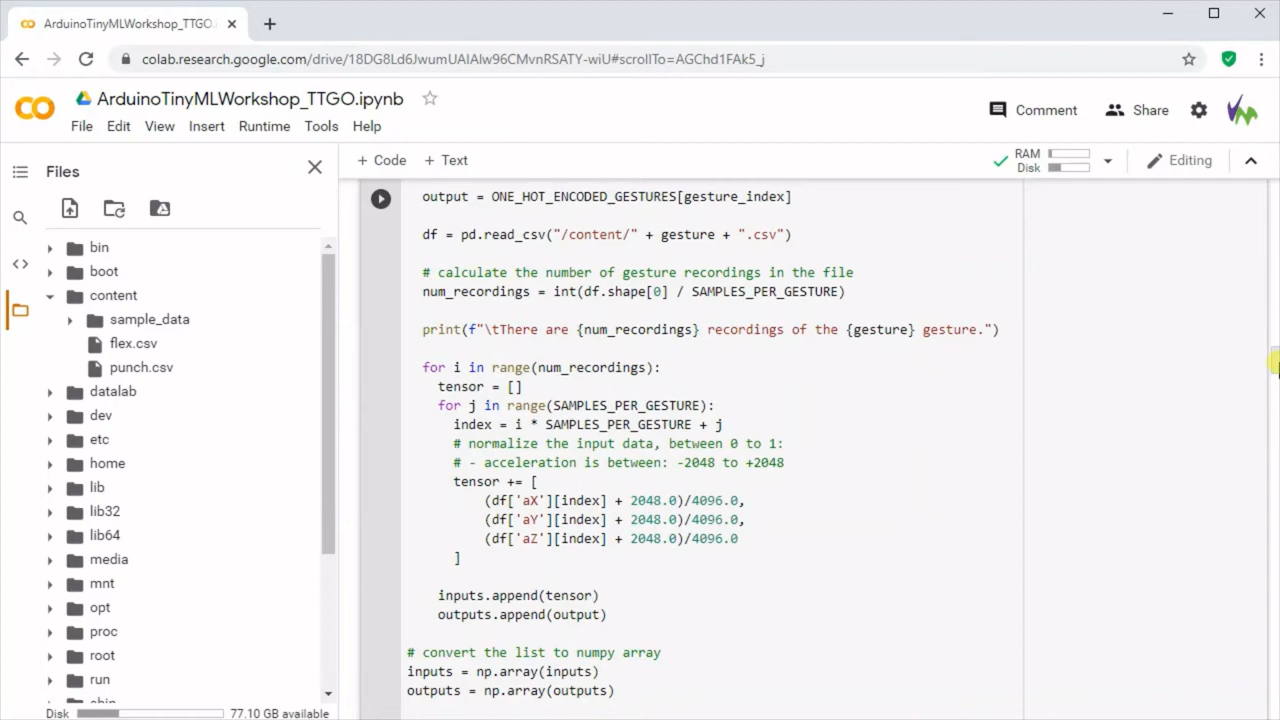 ArduinoTinyMLWorkshop_TTGO.i
colab.research.google.com/drive/18DG8Ld6JwumUAIAlw96CMvnRSATY-wiU#scrollTo=AGChd1FAk5_j
ArduinoTinyMLWorkshop_TTGO.ipynb
Comment
Share
File Edit View Insert Runtime Tools Help
Files
+ Code + Text
RAM
Disk
Editing
bin
boot
content
sample_data
flex.csv
punch.csv
datalab
dev
etc
home
lib
lib32
lib64
media
mnt
opt
proc
root
run
Disk 77.10 GB available
output = ONE_HOT_ENCODED_GESTURES[gesture_index]
df = pd.read_csv("/content/" + gesture + ".csv")
# calculate the number of gesture recordings in the file
num_recordings = int(df.shape[0] / SAMPLES_PER_GESTURE)
print(f"\tThere are {num_recordings} recordings of the {gesture} gesture.")
for i in range(num_recordings):
tensor = []
for j in range(SAMPLES_PER_GESTURE):
index = i * SAMPLES_PER_GESTURE + j
# normalize the input data, between 0 to 1:
# - acceleration is between: -2048 to +2048
tensor += [
(df['aX'][index] + 2048.0)/4096.0,
(df['aY'][index] + 2048.0)/4096.0,
(df['aZ'][index] + 2048.0)/4096.0
]
inputs.append(tensor)
outputs.append(output)
# convert the list to numpy array
inputs = np.array(inputs)
outputs = np.array(outputs)